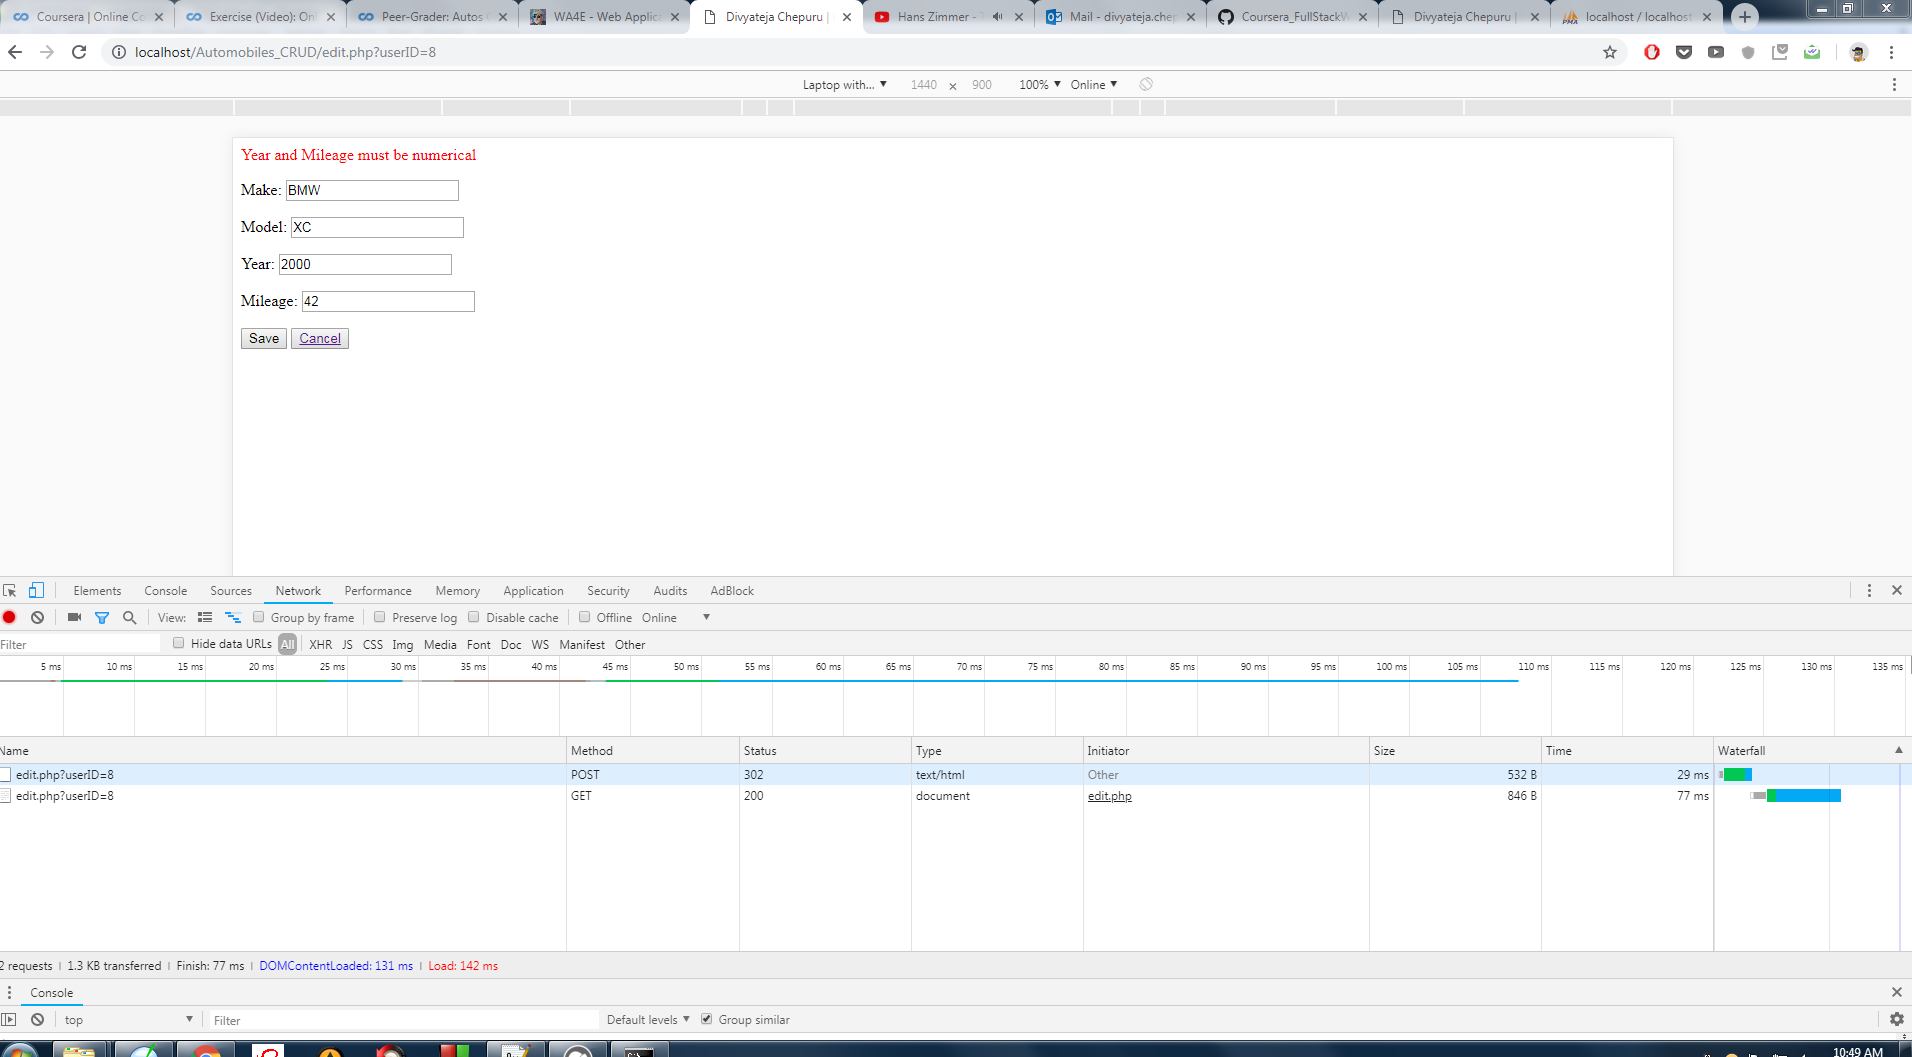 Coursera | Online Co
Exercise (Video): Onl
Peer-Grader: Autos
WA4E - Web Applic
Divyateja Chepuru |
Hans Zimmer -
Mail - divyateja.chep
Coursera_FullStackW
Divyateja Chepuru |
localhost / localhost
localhost/Automobiles_CRUD/edit.php?userID=8
Laptop with... ▼ 1440 x 900 100% ▼ Online ▼
Year and Mileage must be numerical
Make: BMW
Model: XC
Year: 2000
Mileage: 42
Save Cancel
Elements Console Sources Network Performance Memory Application Security Audits AdBlock
View: Group by frame Preserve log Disable cache Offline Online ▼
Filter Hide data URLs All XHR JS CSS Img Media Font Doc WS Manifest Other
5 ms 10 ms 15 ms 20 ms 25 ms 30 ms 35 ms 40 ms 45 ms 50 ms 55 ms 60 ms 65 ms 70 ms 75 ms 80 ms 85 ms 90 ms 95 ms 100 ms 105 ms 110 ms 115 ms 120 ms 125 ms 130 ms 135 ms
Name Method Status Type Initiator Size Time Waterfall ▲
edit.php?userID=8 POST 302 text/html Other 532 B 29 ms
edit.php?userID=8 GET 200 document edit.php 846 B 77 ms
2 requests | 1.3 KB transferred | Finish: 77 ms | DOMContentLoaded: 131 ms | Load: 142 ms
Console
top ▼ Filter Default levels ▼ Group similar
10:49 AM